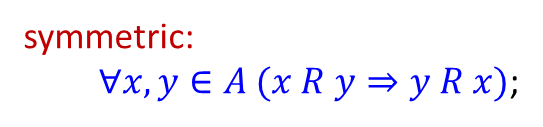 symmetric:
∀x, y ∈ A (x R y ⇒ y R x);